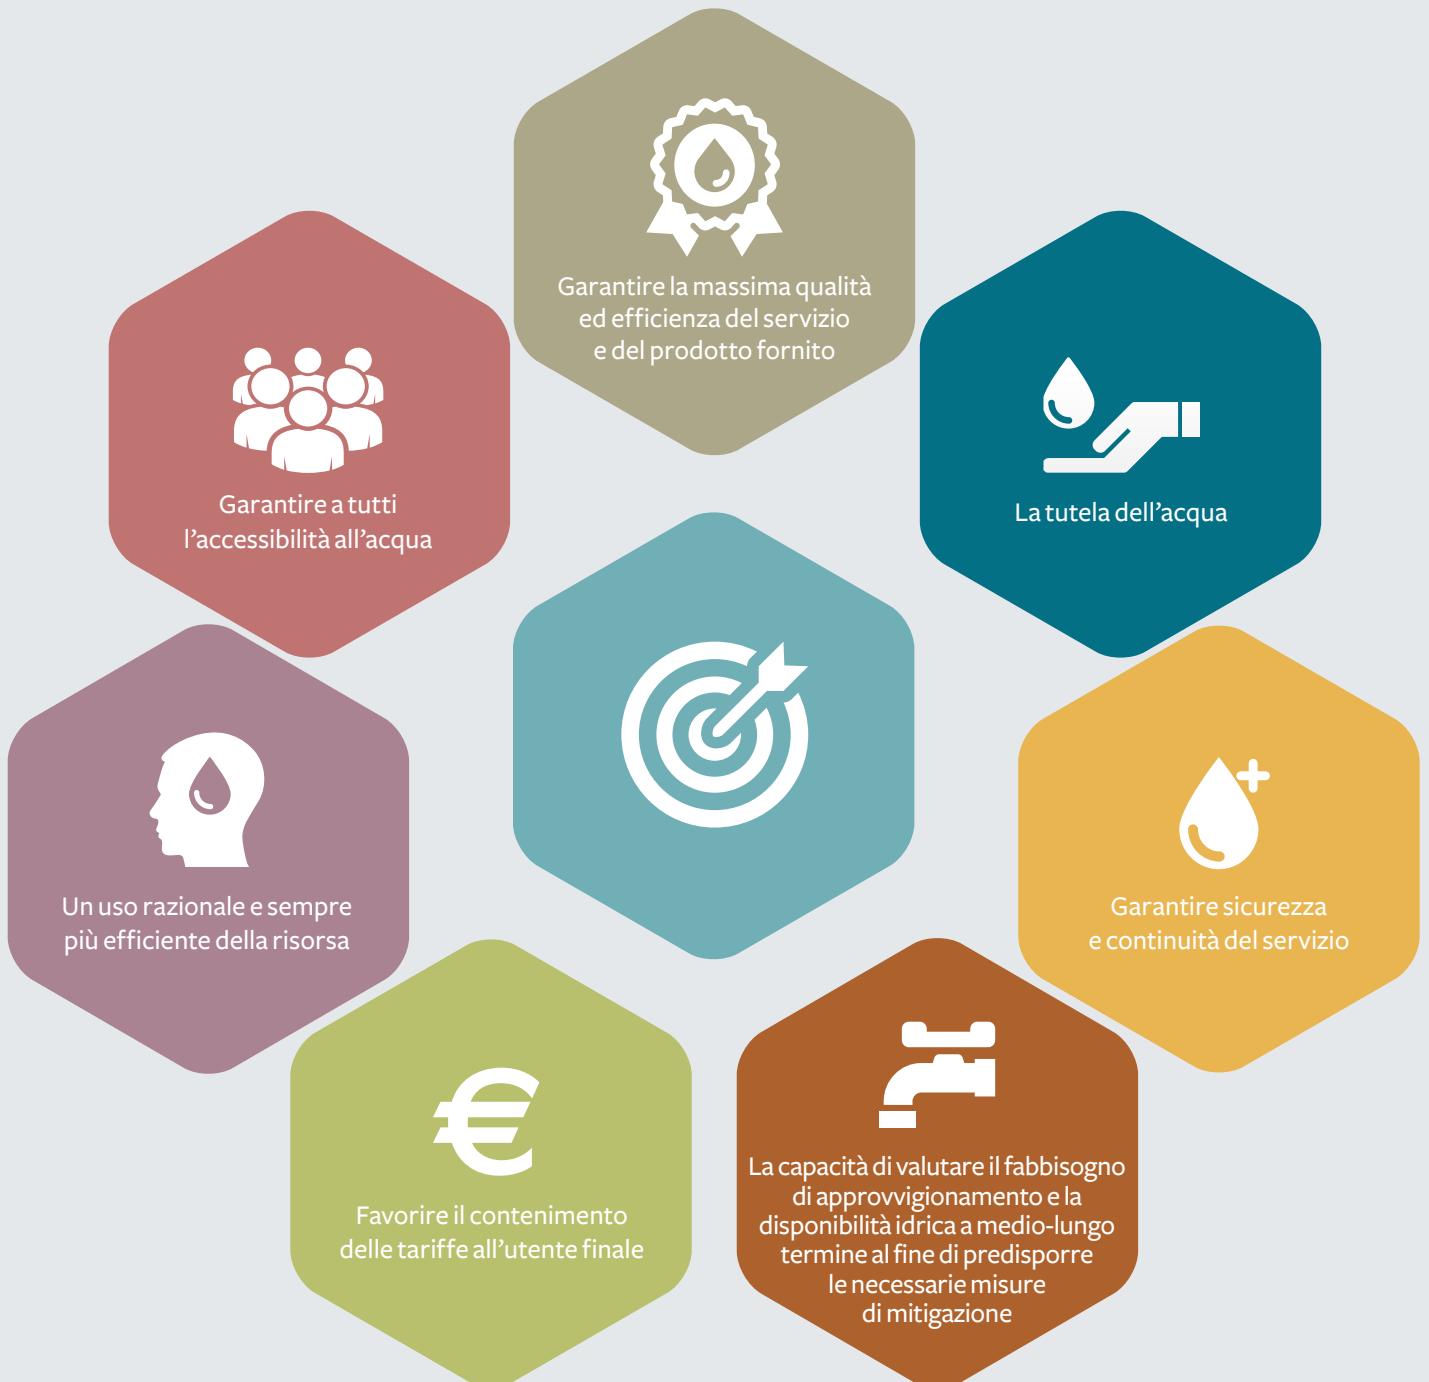 Garantire la massima qualità
ed efficienza del servizio
e del prodotto fornito
Garantire a tutti
l’accessibilità all’acqua
La tutela dell’acqua
Un uso razionale e sempre
più efficiente della risorsa
Garantire sicurezza
e continuità del servizio
Favorire il contenimento
delle tariffe all’utente finale
La capacità di valutare il fabbisogno
di approvvigionamento e la
disponibilità idrica a medio-lungo
termine al fine di predisporre
le necessarie misure
di mitigazione